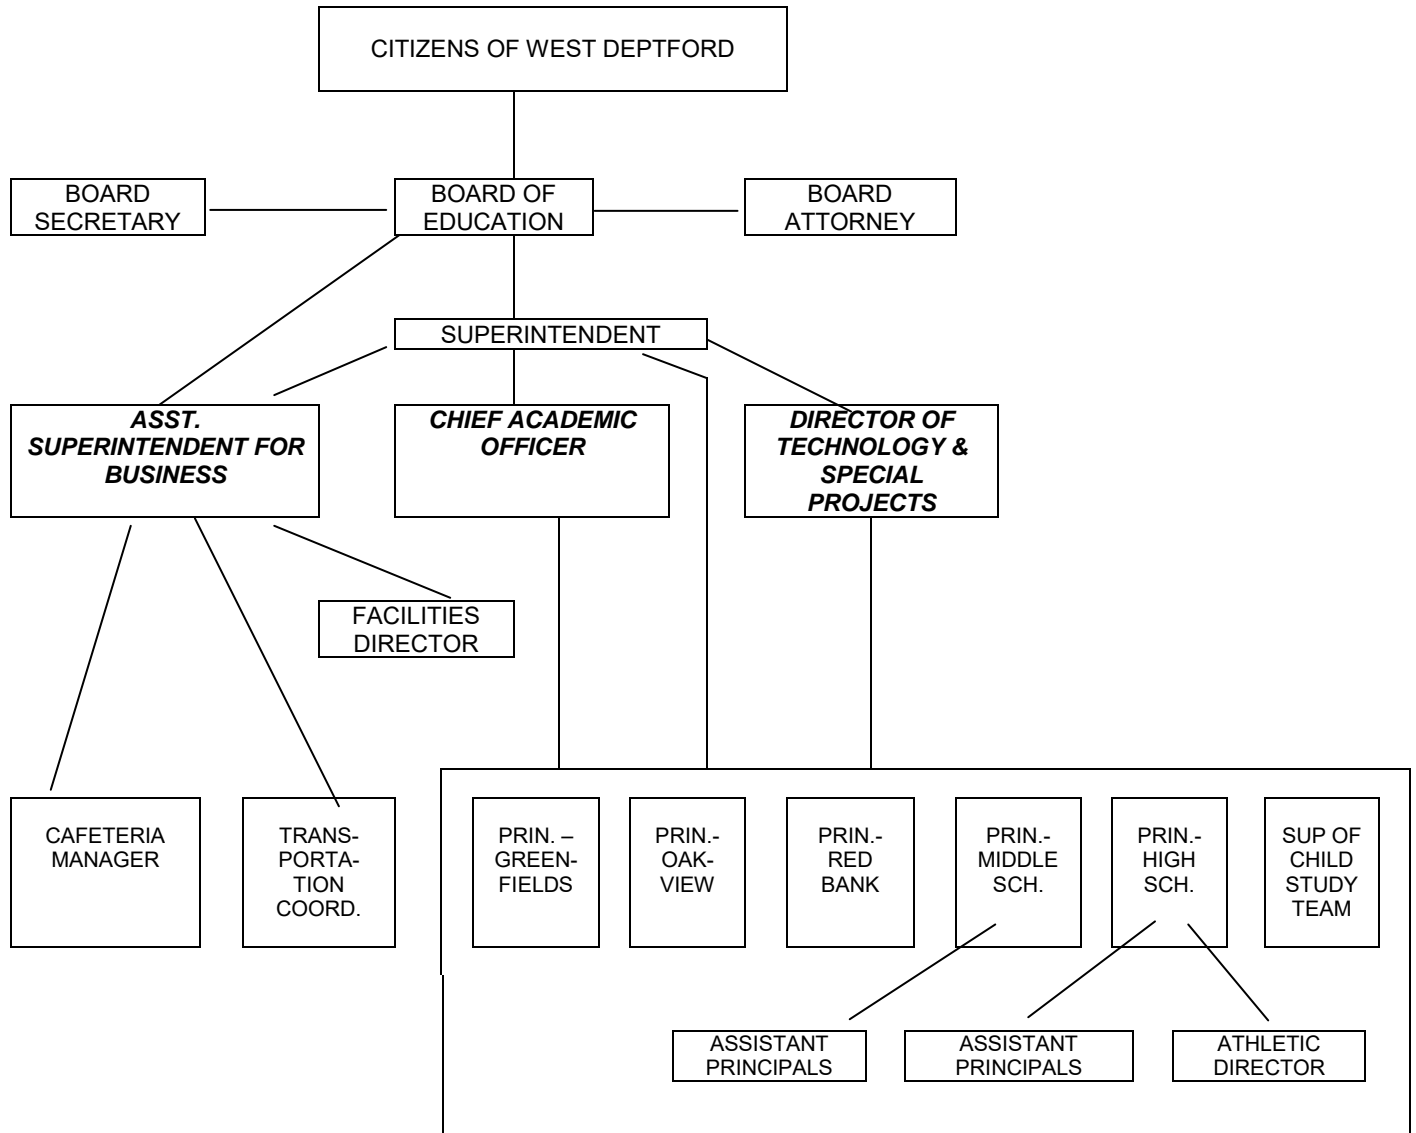 CITIZENS OF WEST DEPTFORD
BOARD
SECRETARY
BOARD OF
EDUCATION
BOARD
ATTORNEY
SUPERINTENDENT
ASST.
SUPERINTENDENT FOR
BUSINESS
CHIEF ACADEMIC
OFFICER
DIRECTOR OF
TECHNOLOGY &
SPECIAL
PROJECTS
FACILITIES
DIRECTOR
CAFETERIA
MANAGER
TRANS-
PORTA-
TION
COORD.
PRIN. –
GREEN-
FIELDS
PRIN.-
OAK-
VIEW
PRIN.-
RED
BANK
PRIN.-
MIDDLE
SCH.
PRIN.-
HIGH
SCH.
SUP OF
CHILD
STUDY
TEAM
ASSISTANT
PRINCIPALS
ASSISTANT
PRINCIPALS
ATHLETIC
DIRECTOR